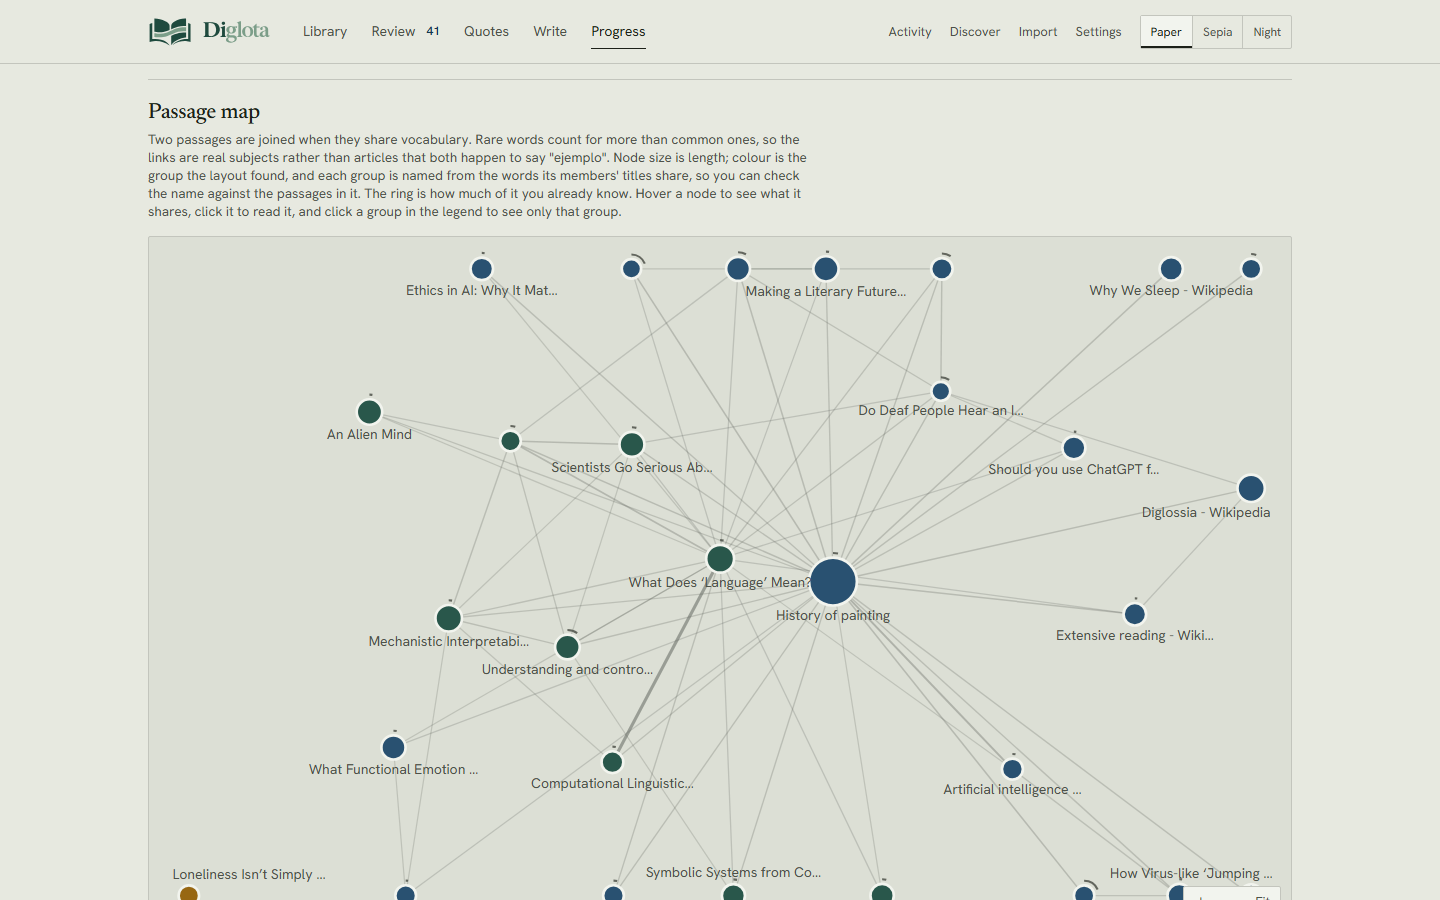 Diglota
Library
Review 41
Quotes
Write
Progress
Activity
Discover
Import
Settings
Paper
Sepia
Night
Passage map
Two passages are joined when they share vocabulary. Rare words count for more than common ones, so the
links are real subjects rather than articles that both happen to say "ejemplo". Node size is length; colour is the
group the layout found, and each group is named from the words its members' titles share, so you can check
the name against the passages in it. The ring is how much of it you already know. Hover a node to see what it
shares, click it to read it, and click a group in the legend to see only that group.
Ethics in AI: Why It Mat...
Making a Literary Future...
Why We Sleep - Wikipedia
Do Deaf People Hear an I...
An Alien Mind
Scientists Go Serious Ab...
Should you use ChatGPT f...
Diglossia - Wikipedia
What Does ‘Language’ Mean?
History of painting
Mechanistic Interpretabi...
Extensive reading - Wiki...
Understanding and contro...
What Functional Emotion ...
Computational Linguistic...
Artificial intelligence ...
Loneliness Isn’t Simply ...
Symbolic Systems from Co...
How Virus-like ‘Jumping ...
Fit